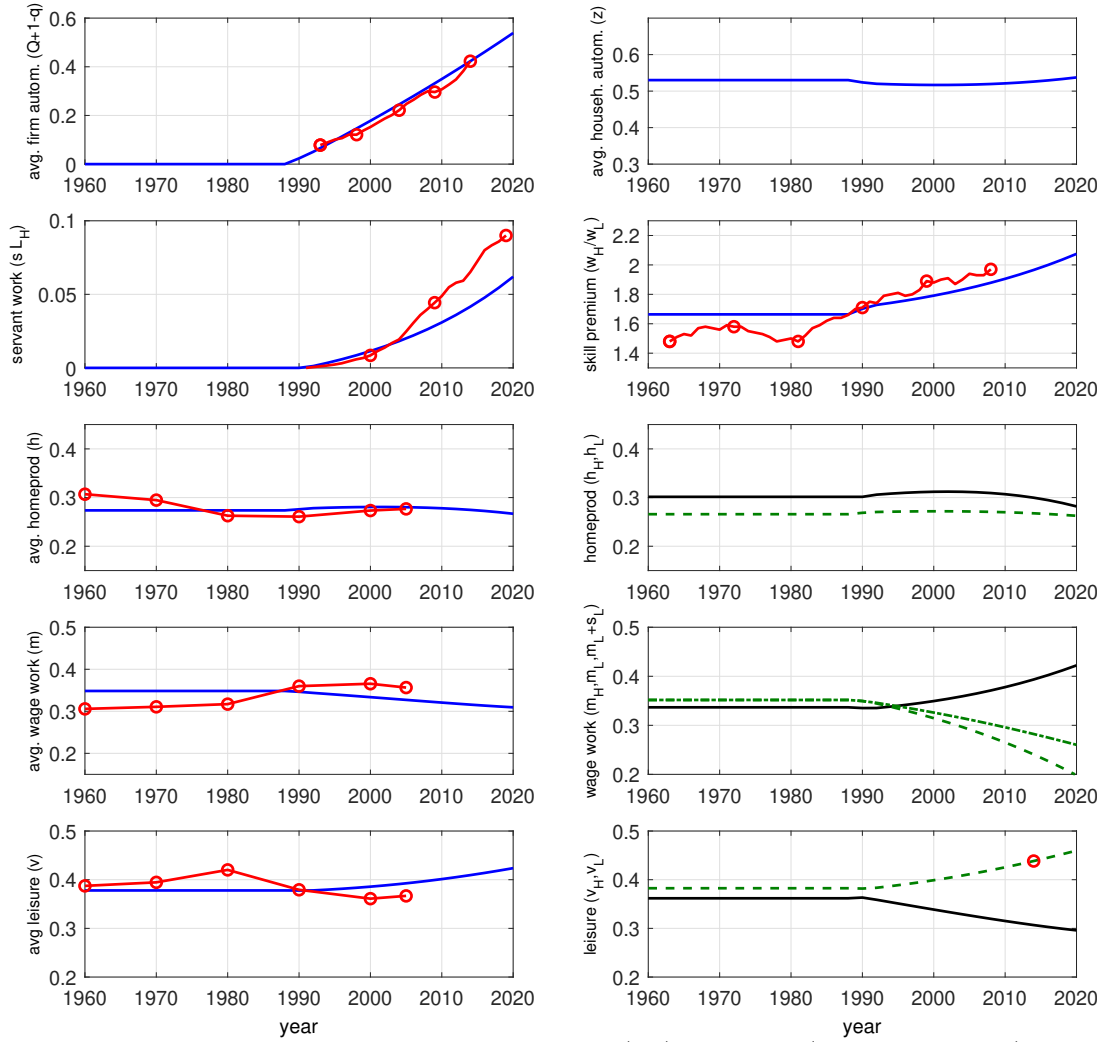 avg. firm autom. (Q+1-q)
0.6
0.4
0.2
0
1960 1970 1980 1990 2000 2010 2020
avg. househ. autom. (z)
0.6
0.5
0.4
0.3
1960 1970 1980 1990 2000 2010 2020
servant work (s L_H)
0.1
0.05
0
1960 1970 1980 1990 2000 2010 2020
skill premium (w_H/w_L)
2.2
2
1.8
1.6
1.4
1960 1970 1980 1990 2000 2010 2020
avg. homeprod (h)
0.4
0.3
0.2
1960 1970 1980 1990 2000 2010 2020
homeprod (h_H,h_L)
0.4
0.3
0.2
1960 1970 1980 1990 2000 2010 2020
avg. wage work (m)
0.5
0.4
0.3
0.2
1960 1970 1980 1990 2000 2010 2020
wage work (m_H,m_L,m_L+s_L)
0.5
0.4
0.3
0.2
1960 1970 1980 1990 2000 2010 2020
avg leisure (v)
0.5
0.4
0.3
0.2
1960 1970 1980 1990 2000 2010 2020
year
leisure (v_H,v_L)
0.5
0.4
0.3
0.2
1960 1970 1980 1990 2000 2010 2020
year